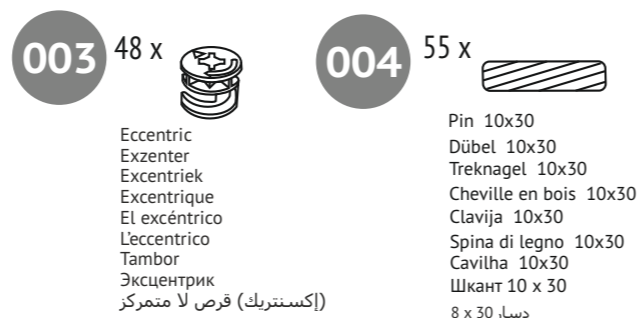 003
48 x
Eccentric
Exzenter
Excentriek
Excentrique
El excéntrico
L'eccentrico
Tambor
Эксцентрик
(إكسنتريك) قرص لا متمركز
004
55 x
Pin 10x30
Dübel 10x30
Treknagel 10x30
Cheville en bois 10x30
Clavija 10x30
Spina di legno 10x30
Cavilha 10x30
Шкант 10 x 30
دسار 30 x 8